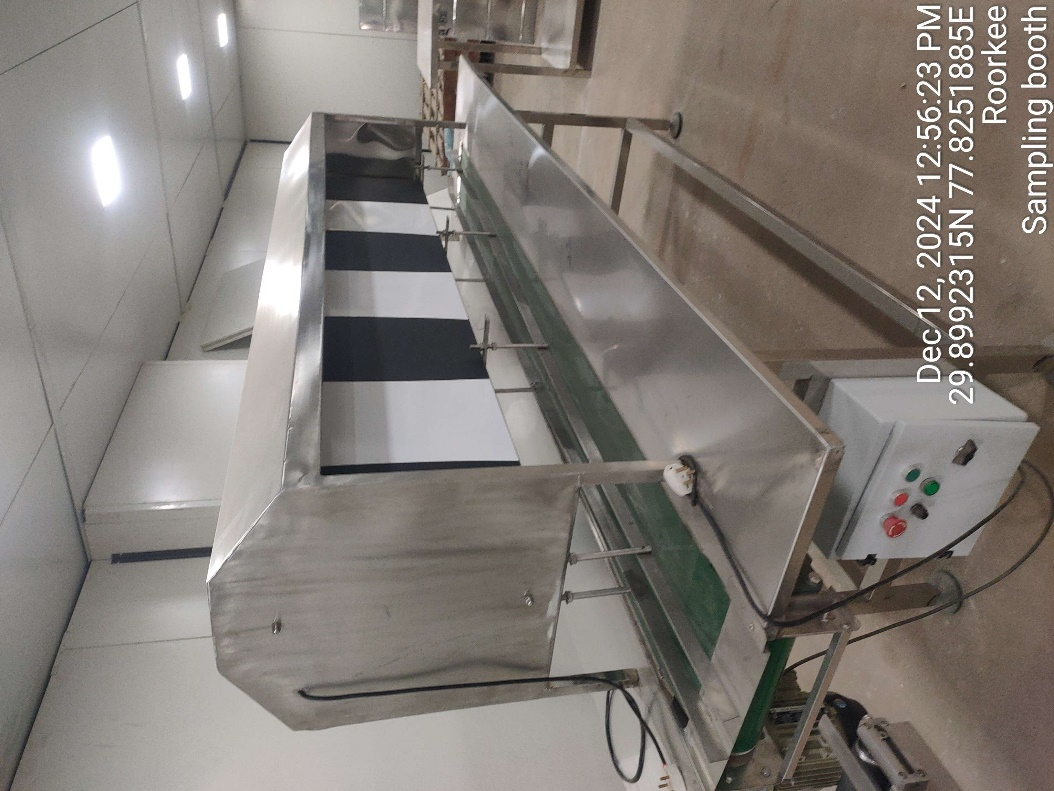 Dec 12, 2024 12:56:23 PM
29.8992315N 77.8251885E
Roorkee
Sampling booth